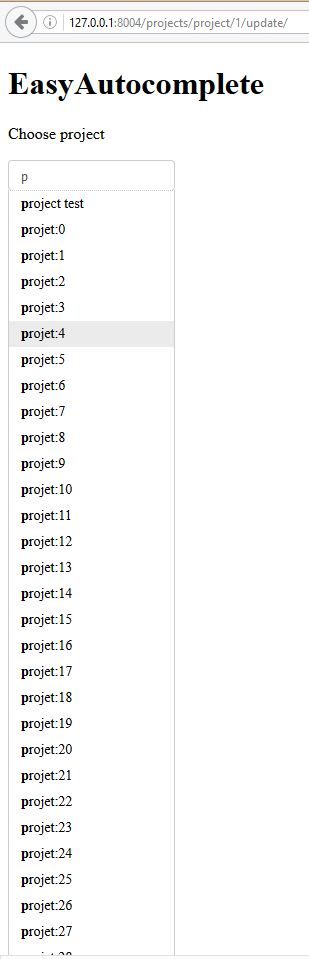 127.0.0.1:8004/projects/project/1/update/
EasyAutocomplete
Choose project
p
project test
projet:0
projet:1
projet:2
projet:3
projet:4
projet:5
projet:6
projet:7
projet:8
projet:9
projet:10
projet:11
projet:12
projet:13
projet:14
projet:15
projet:16
projet:17
projet:18
projet:19
projet:20
projet:21
projet:22
projet:23
projet:24
projet:25
projet:26
projet:27